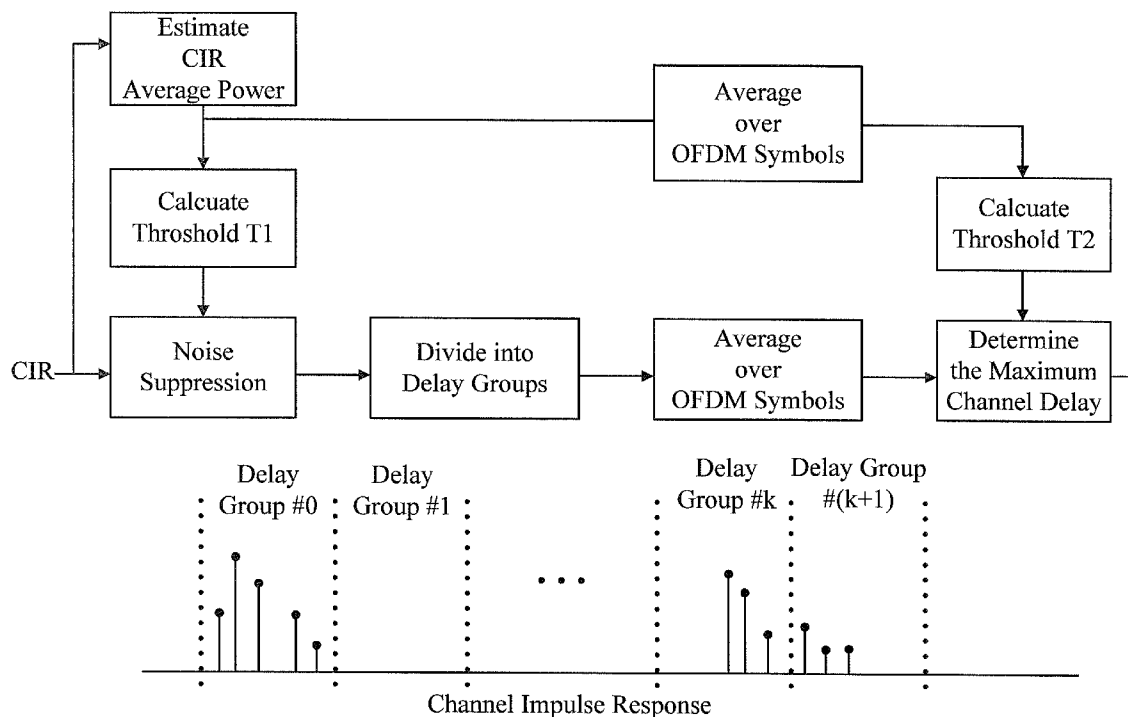 Estimate
CIR
Average Power
Average
over
OFDM Symbols
Calcuate
Threshold T1
Calcuate
Threshold T2
CIR
Noise
Suppression
Divide into
Delay Groups
Average
over
OFDM Symbols
Determine
the Maximum
Channel Delay
Delay
Group #0
Delay
Group #1
Delay
Group #k
Delay Group
#(k+1)
Channel Impulse Response